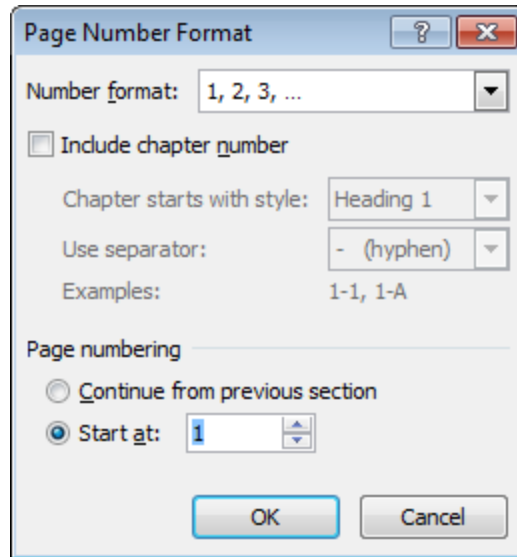 Page Number Format
Number format: 1, 2, 3, ...
Include chapter number
Chapter starts with style: Heading 1
Use separator: - (hyphen)
Examples: 1-1, 1-A
Page numbering
Continue from previous section
Start at: 1
OK Cancel